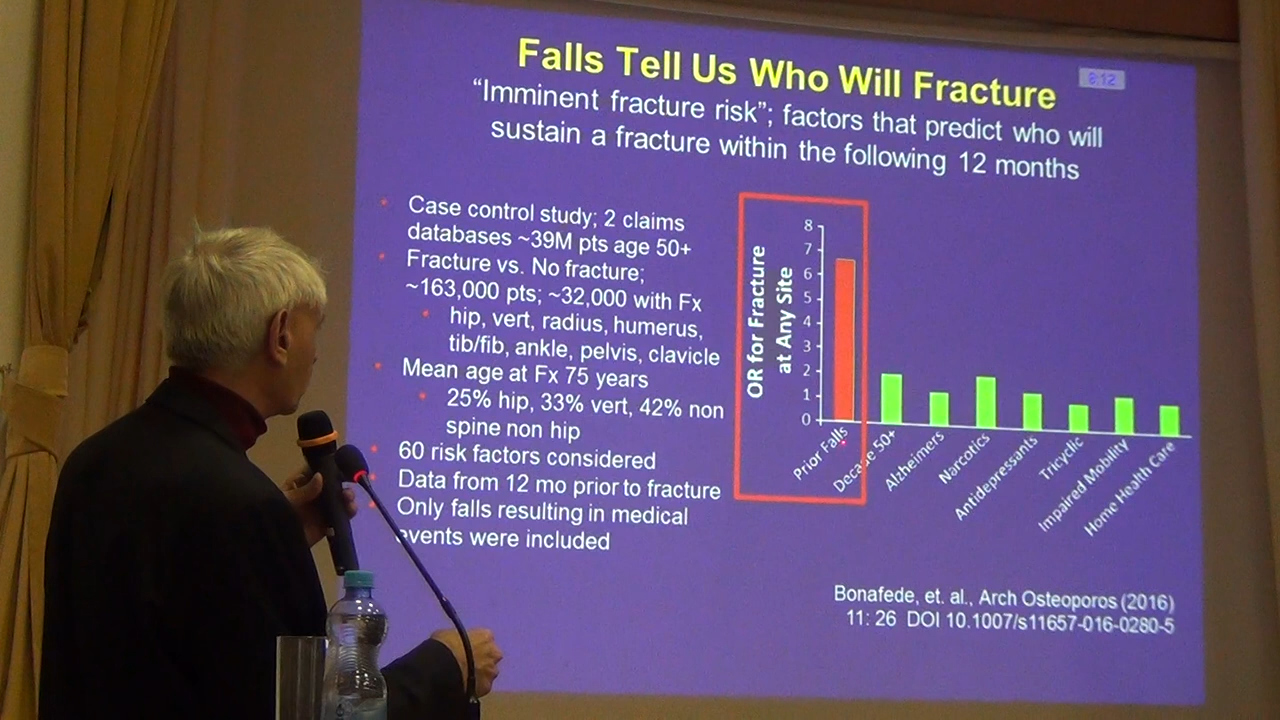 Falls Tell Us Who Will Fracture
8:12
“Imminent fracture risk”; factors that predict who will
sustain a fracture within the following 12 months
Case control study; 2 claims
databases ~39M pts age 50+
Fracture vs. No fracture;
~163,000 pts; ~32,000 with Fx
hip, vert, radius, humerus,
tib/fib, ankle, pelvis, clavicle
Mean age at Fx 75 years
25% hip, 33% vert, 42% non
spine non hip
60 risk factors considered
Data from 12 mo prior to fracture
Only falls resulting in medical
events were included
OR for Fracture
at Any Site
8
7
6
5
4
3
2
1
0
Prior Falls
Decade 50+
Alzheimers
Narcotics
Antidepressants
Tricyclic
Impaired Mobility
Home Health Care
Bonafede, et. al., Arch Osteoporos (2016)
11: 26 DOI 10.1007/s11657-016-0280-5